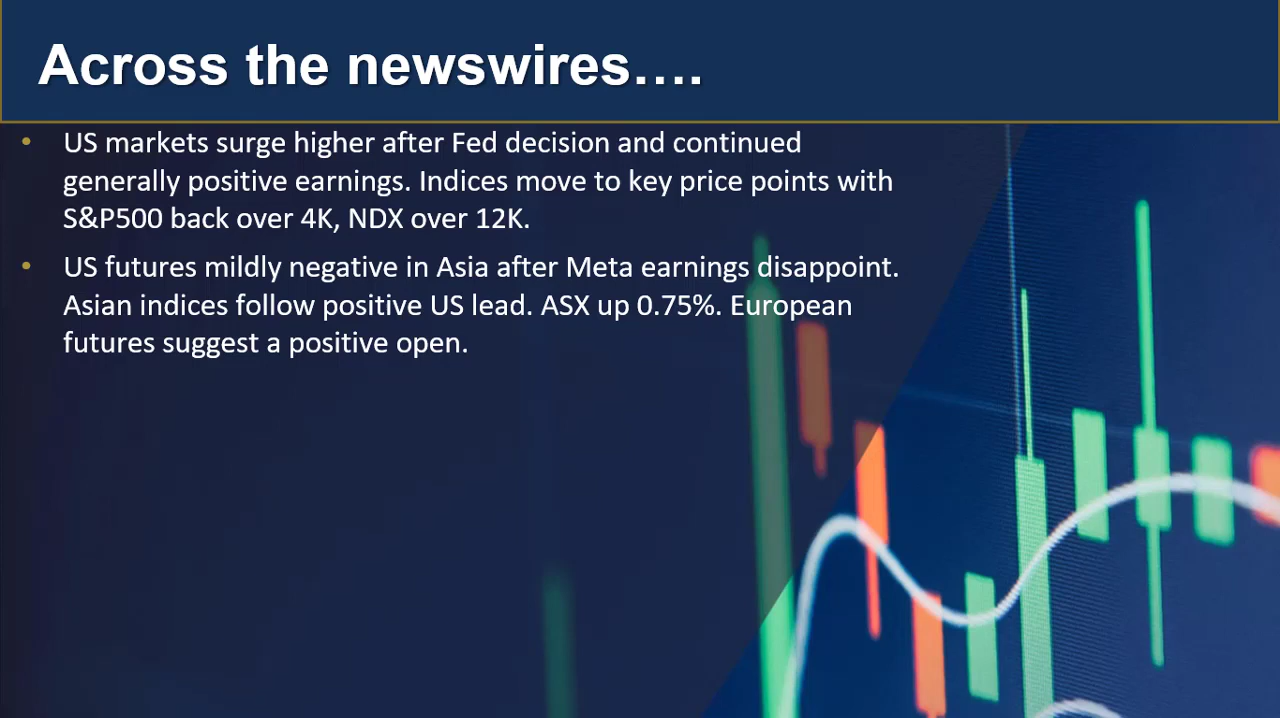 Across the newswires….
• US markets surge higher after Fed decision and continued
generally positive earnings. Indices move to key price points with
S&P500 back over 4K, NDX over 12K.
• US futures mildly negative in Asia after Meta earnings disappoint.
Asian indices follow positive US lead. ASX up 0.75%. European
futures suggest a positive open.